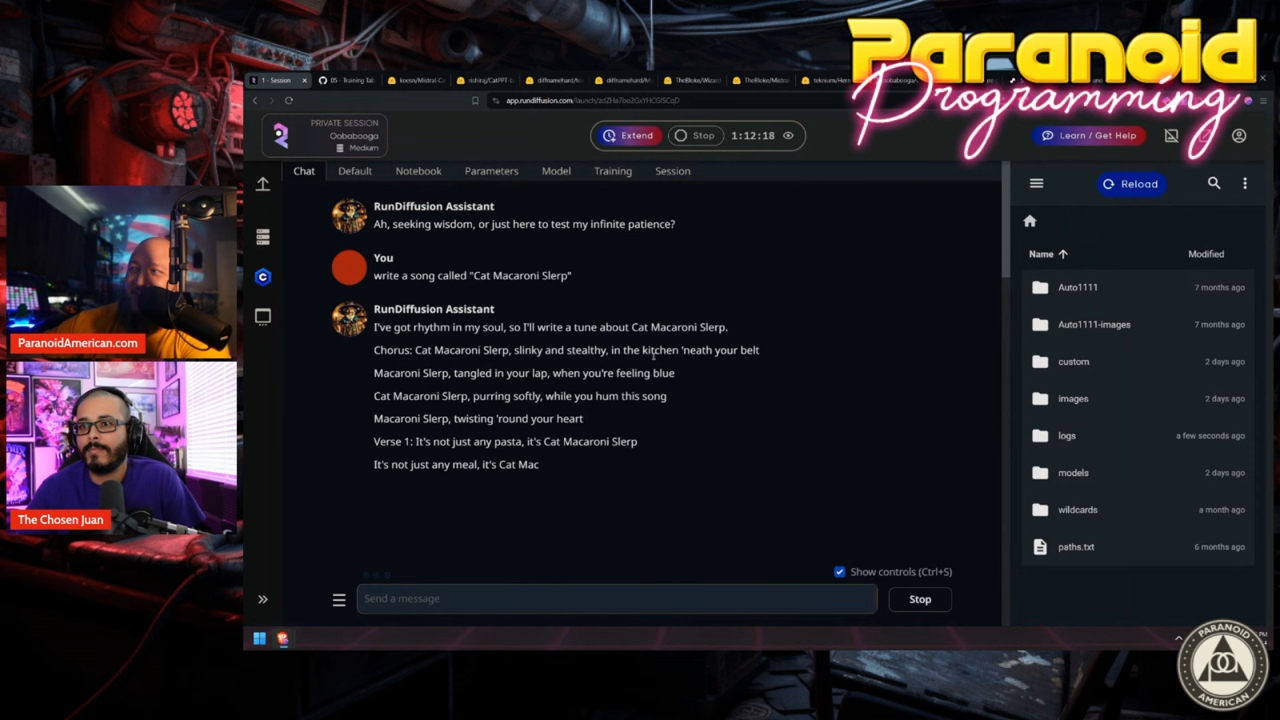 Paranoid
Programming
1 - Session
05 - Training Tab
app.rundiffusion.com/launch/
PRIVATE SESSION
Oobabooga
Medium
Extend
Stop
1:12:18
Learn / Get Help
Chat
Default
Notebook
Parameters
Model
Training
Session
Reload
RunDiffusion Assistant
Ah, seeking wisdom, or just here to test my infinite patience?
You
write a song called "Cat Macaroni Slerp"
RunDiffusion Assistant
I've got rhythm in my soul, so I'll write a tune about Cat Macaroni Slerp.
Chorus: Cat Macaroni Slerp, slinky and stealthy, in the kitchen 'neath your belt
Macaroni Slerp, tangled in your lap, when you're feeling blue
Cat Macaroni Slerp, purring softly, while you hum this song
Macaroni Slerp, twisting 'round your heart
Verse 1: It's not just any pasta, it's Cat Macaroni Slerp
It's not just any meal, it's Cat Mac
Show controls (Ctrl+S)
Send a message
Stop
Name
Modified
Auto1111
7 months ago
Auto1111-images
7 months ago
custom
2 days ago
images
2 days ago
logs
a few seconds ago
models
2 days ago
wildcards
a month ago
paths.txt
6 months ago
ParanoidAmerican.com
The Chosen Juan
PARANOID
AMERICAN